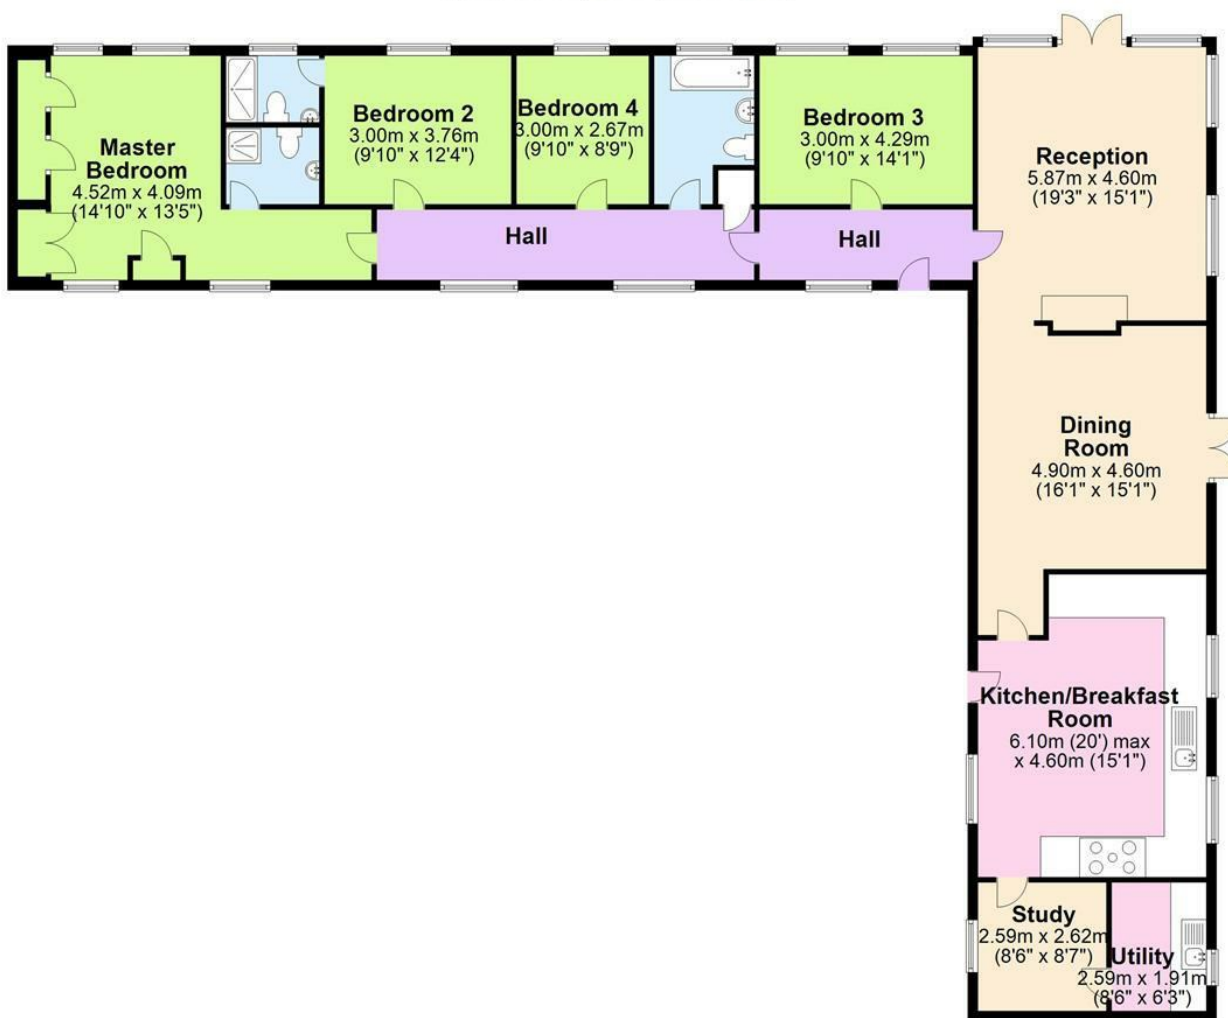 Master
Bedroom
4.52m x 4.09m
(14'10" x 13'5")
Bedroom 2
3.00m x 3.76m
(9'10" x 12'4")
Bedroom 4
3.00m x 2.67m
(9'10" x 8'9")
Bedroom 3
3.00m x 4.29m
(9'10" x 14'1")
Reception
5.87m x 4.60m
(19'3" x 15'1")
Hall
Hall
Dining
Room
4.90m x 4.60m
(16'1" x 15'1")
Kitchen/Breakfast
Room
6.10m (20') max
x 4.60m (15'1")
Study
2.59m x 2.62m
(8'6" x 8'7")
Utility
2.59m x 1.91m
(8'6" x 6'3")